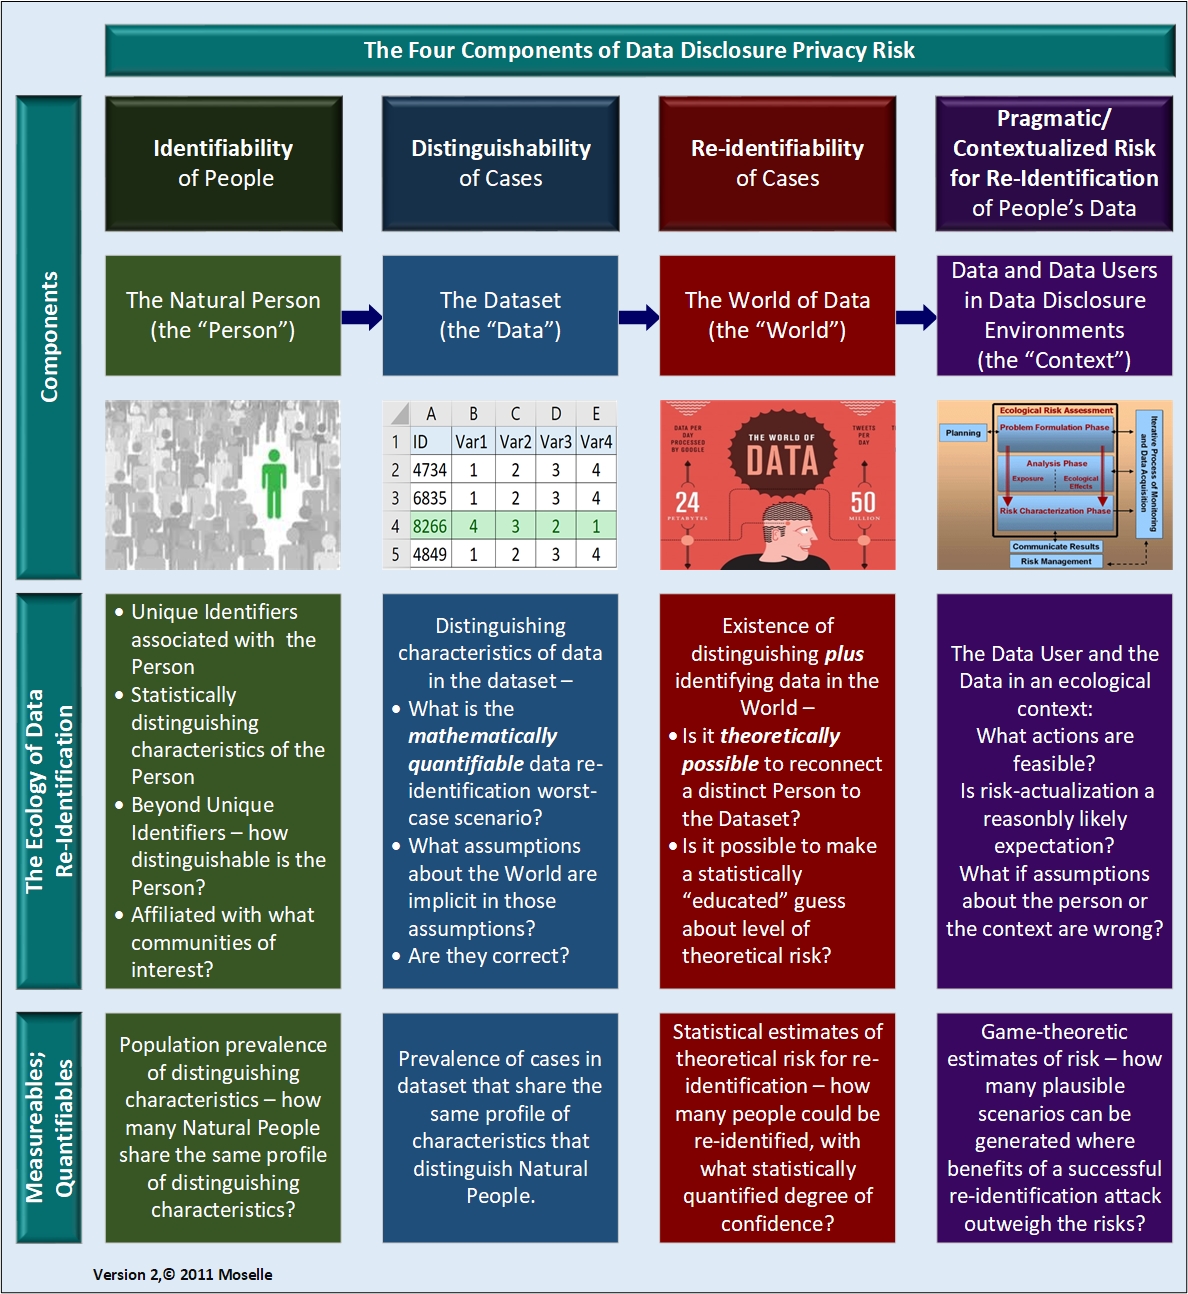 The Four Components of Data Disclosure Privacy Risk
Components
Identifiability
of People
Distinguishability
of Cases
Re-identifiability
of Cases
Pragmatic/
Contextualized Risk
for Re-Identification
of People's Data
The Natural Person
(the “Person”)
The Dataset
(the “Data”)
The World of Data
(the “World”)
Data and Data Users
in Data Disclosure
Environments
(the “Context”)
A B C D E
1 ID Var1 Var2 Var3 Var4
2 4734 1 2 3 4
3 6835 1 2 3 4
4 8266 4 3 2 1
5 4849 1 2 3 4
DATA PER
DAY
PROCESSED
BY GOOGLE
24
PETABYTES
THE WORLD OF
DATA
TWEETS
PER
DAY
50
MILLION
Ecological Risk Assessment
Planning
Problem Formulation Phase
Analysis Phase
Exposure
Ecological
Effects
Risk Characterization Phase
Communicate Results
Risk Management
Iterative Process of Monitoring
and Data Acquisition
The Ecology of Data
Re-Identification
• Unique Identifiers
associated with the
Person
• Statistically
distinguishing
characteristics of the
Person
• Beyond Unique
Identifiers – how
distinguishable is the
Person?
• Affiliated with what
communities of
interest?
Distinguishing
characteristics of data
in the dataset –
• What is the
mathematically
quantifiable data re-
identification worst-
case scenario?
• What assumptions
about the World are
implicit in those
assumptions?
• Are they correct?
Existence of
distinguishing plus
identifying data in the
World –
• Is it theoretically
possible to reconnect
a distinct Person to
the Dataset?
• Is it possible to make
a statistically
“educated” guess
about level of
theoretical risk?
The Data User and the
Data in an ecological
context:
What actions are
feasible?
Is risk-actualization a
reasonbly likely
expectation?
What if assumptions
about the person or
the context are wrong?
Measureables;
Quantifiables
Population prevalence
of distinguishing
characteristics – how
many Natural People
share the same profile
of distinguishing
characteristics?
Prevalence of cases in
dataset that share the
same profile of
characteristics that
distinguish Natural
People.
Statistical estimates of
theoretical risk for re-
identification – how
many people could be
re-identified, with
what statistically
quantified degree of
confidence?
Game-theoretic
estimates of risk – how
many plausible
scenarios can be
generated where
benefits of a successful
re-identification attack
outweigh the risks?
Version 2,© 2011 Moselle